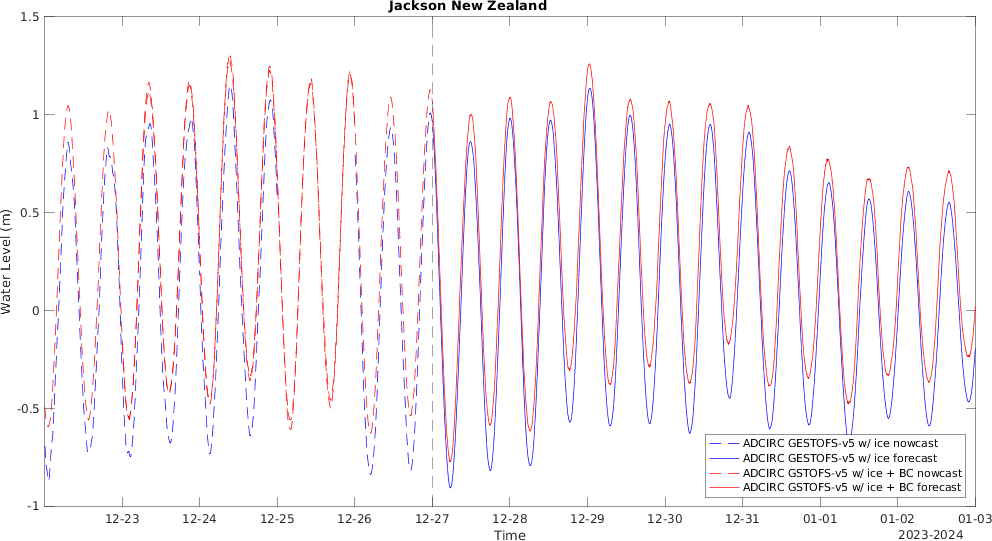 Jackson New Zealand
1.5
1
0.5
0
-0.5
-1
Water Level (m)
ADCIRC GESTOFS-v5 w/ ice nowcast
ADCIRC GESTOFS-v5 w/ ice forecast
ADCIRC GSTOFS-v5 w/ ice + BC nowcast
ADCIRC GSTOFS-v5 w/ ice + BC forecast
12-23 12-24 12-25 12-26 12-27 12-28 12-29 12-30 12-31 01-01 01-02 01-03
Time
2023-2024